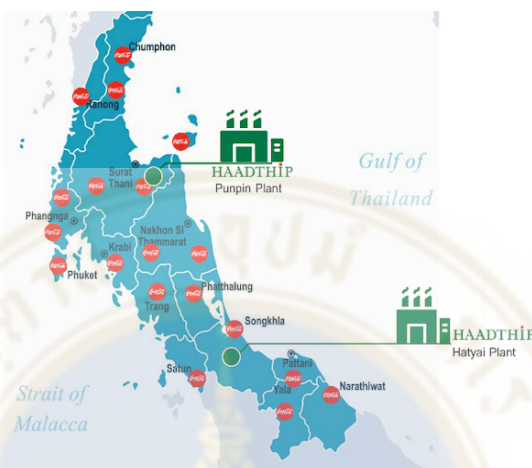 Chumphon
Ranong
HAADTHIP
Punpin Plant
Surat
Thani
Gulf of
Thailand
Phangnga
Nakhon Si
Thammarat
Krabi
Phuket
Phatthalung
Trang
Songkhla
HAADTHIP
Hatyai Plant
Pattani
Satun
Yala
Narathiwat
Strait of
Malacca